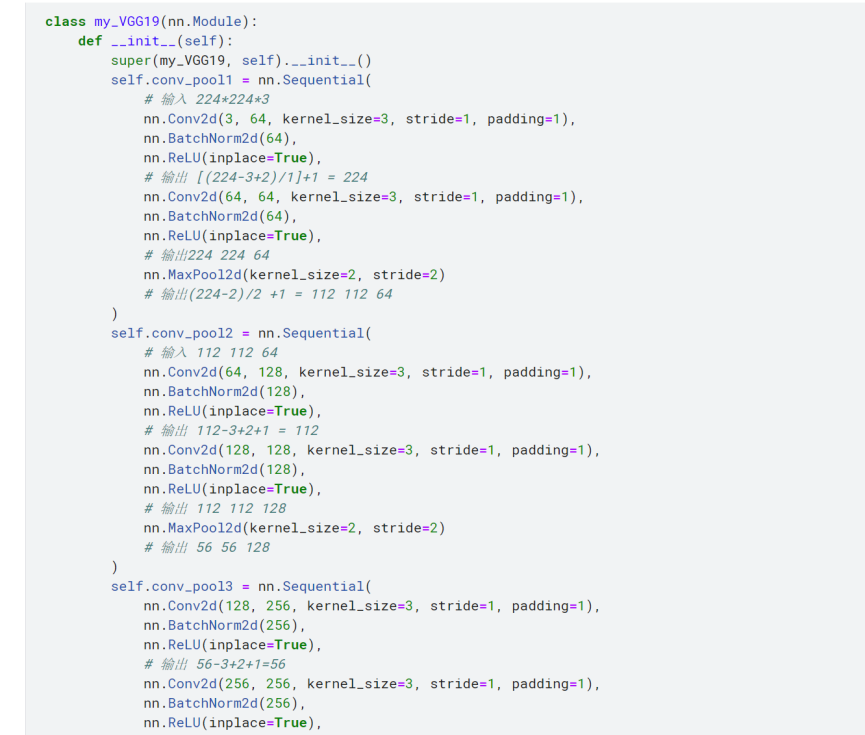 class my_VGG19(nn.Module):
    def __init__(self):
        super(my_VGG19, self).__init__()
        self.conv_pool1 = nn.Sequential(
            # 输入 224*224*3
            nn.Conv2d(3, 64, kernel_size=3, stride=1, padding=1),
            nn.BatchNorm2d(64),
            nn.ReLU(inplace=True),
            # 输出 [(224-3+2)/1]+1 = 224
            nn.Conv2d(64, 64, kernel_size=3, stride=1, padding=1),
            nn.BatchNorm2d(64),
            nn.ReLU(inplace=True),
            # 输出224 224 64
            nn.MaxPool2d(kernel_size=2, stride=2)
            # 输出(224-2)/2 +1 = 112 112 64
        )
        self.conv_pool2 = nn.Sequential(
            # 输入 112 112 64
            nn.Conv2d(64, 128, kernel_size=3, stride=1, padding=1),
            nn.BatchNorm2d(128),
            nn.ReLU(inplace=True),
            # 输出 112-3+2+1 = 112
            nn.Conv2d(128, 128, kernel_size=3, stride=1, padding=1),
            nn.BatchNorm2d(128),
            nn.ReLU(inplace=True),
            # 输出 112 112 128
            nn.MaxPool2d(kernel_size=2, stride=2)
            # 输出 56 56 128
        )
        self.conv_pool3 = nn.Sequential(
            nn.Conv2d(128, 256, kernel_size=3, stride=1, padding=1),
            nn.BatchNorm2d(256),
            nn.ReLU(inplace=True),
            # 输出 56-3+2+1=56
            nn.Conv2d(256, 256, kernel_size=3, stride=1, padding=1),
            nn.BatchNorm2d(256),
            nn.ReLU(inplace=True),